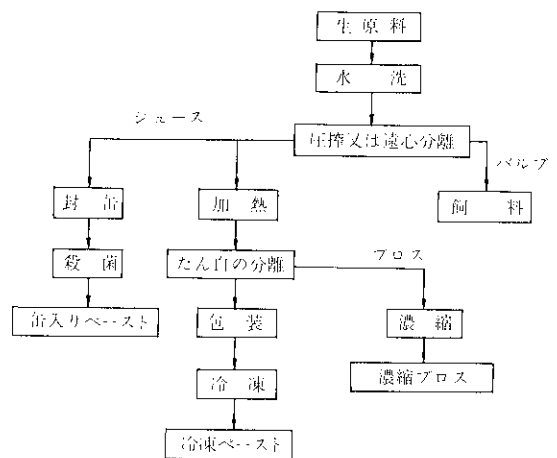 生原料
水洗
ジュース
圧搾又は遠心分離
パルプ
封缶
加熱
飼料
殺菌
たん白の分離
ブロス
缶入りペースト
包装
濃縮
冷凍
濃縮ブロス
冷凍ペースト